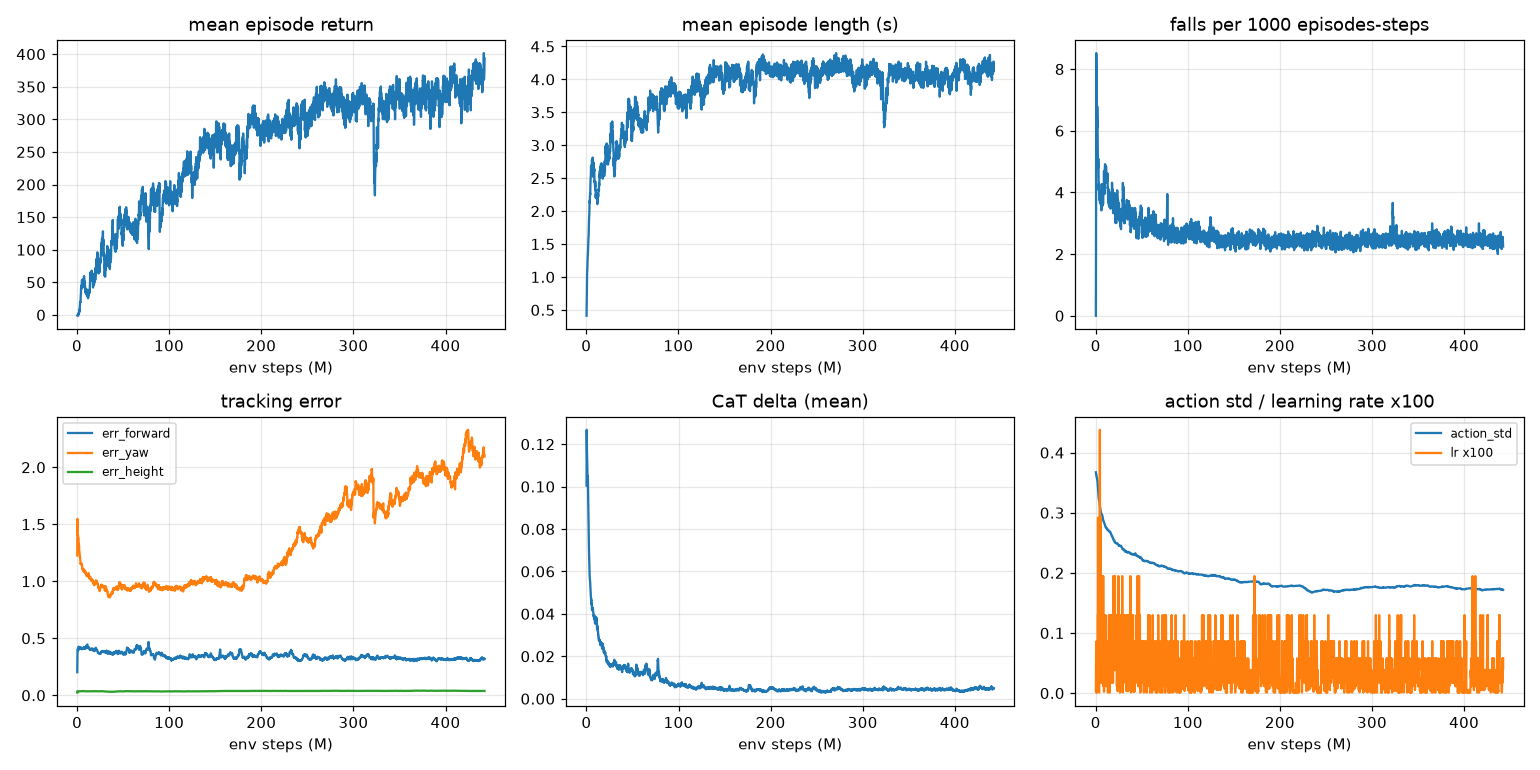 mean episode return
400
350
300
250
200
150
100
50
0
0 100 200 300 400
env steps (M)
mean episode length (s)
4.5
4.0
3.5
3.0
2.5
2.0
1.5
1.0
0.5
0 100 200 300 400
env steps (M)
falls per 1000 episodes-steps
8
6
4
2
0
0 100 200 300 400
env steps (M)
tracking error
err_forward
err_yaw
err_height
2.0
1.5
1.0
0.5
0.0
0 100 200 300 400
env steps (M)
CaT delta (mean)
0.12
0.10
0.08
0.06
0.04
0.02
0.00
0 100 200 300 400
env steps (M)
action std / learning rate x100
action_std
lr x100
0.4
0.3
0.2
0.1
0.0
0 100 200 300 400
env steps (M)